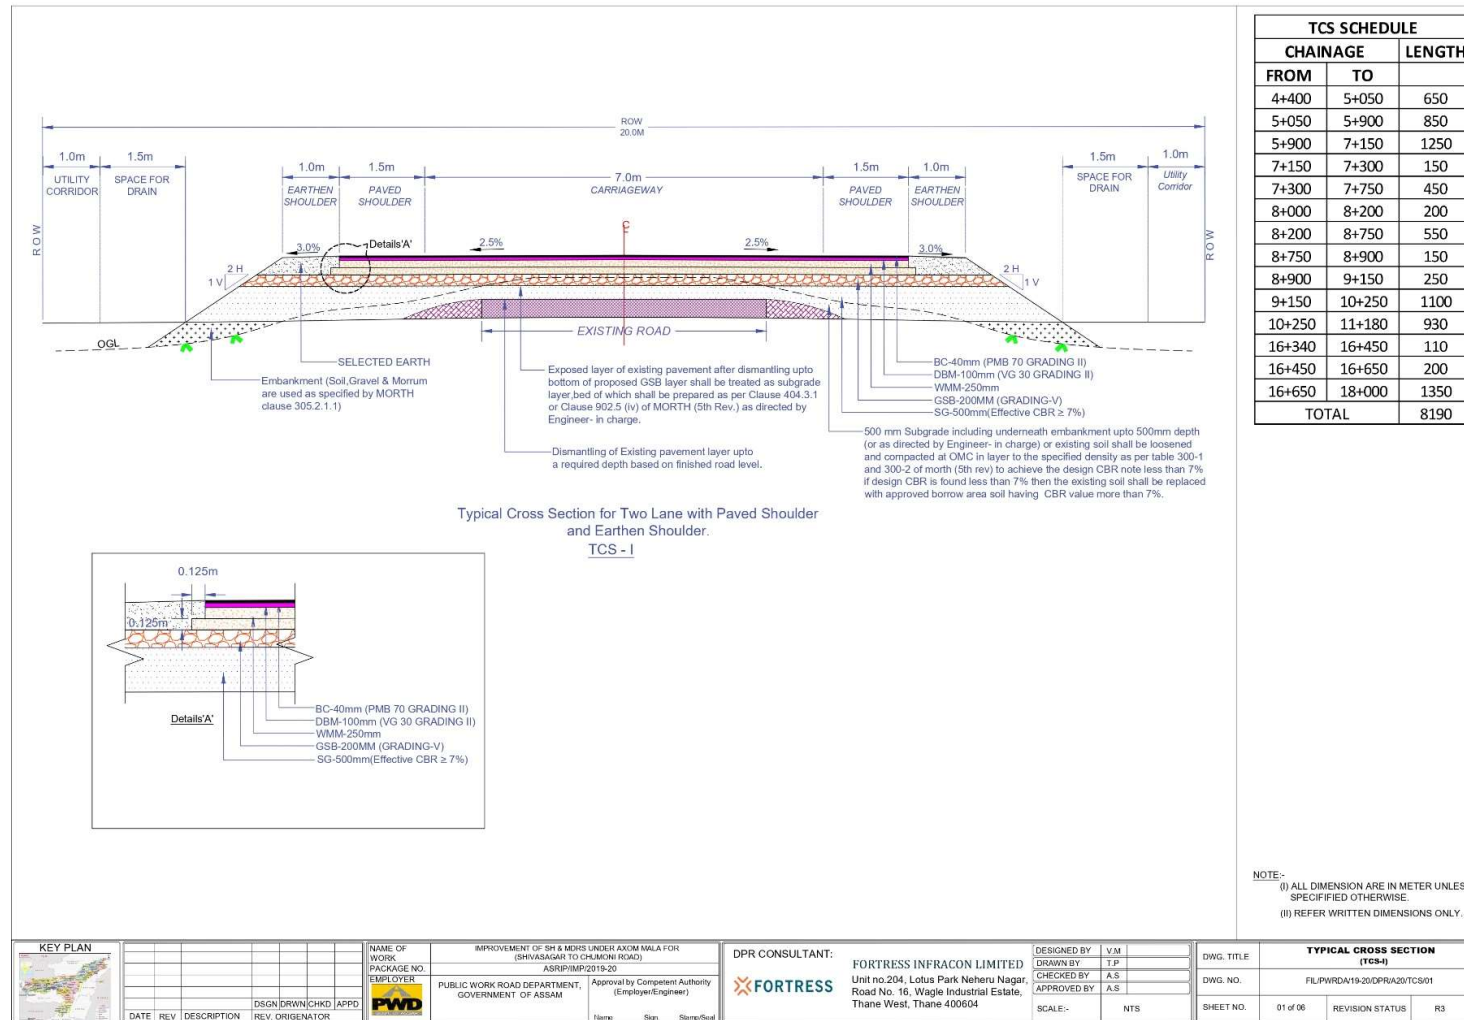 TCS SCHEDULE
CHAINAGE LENGTH
FROM TO
4+400 5+050 650
5+050 5+900 850
5+900 7+150 1250
7+150 7+300 150
7+300 7+750 450
8+000 8+200 200
8+200 8+750 550
8+750 8+900 150
8+900 9+150 250
9+150 10+250 1100
10+250 11+180 930
16+340 16+450 110
16+450 16+650 200
16+650 18+000 1350
TOTAL 8190
ROW
20.0M
1.0m 1.5m 1.0m 1.5m 7.0m 1.5m 1.0m 1.5m 1.0m
UTILITY
CORRIDOR
SPACE FOR
DRAIN
EARTHEN
SHOULDER
PAVED
SHOULDER
CARRIAGEWAY
PAVED
SHOULDER
EARTHEN
SHOULDER
SPACE FOR
DRAIN
Utility
Corridor
ROW
ROW
3.0% Details'A' 2.5% 2.5% 3.0%
2 H
1 V
2 H
1 V
OGL
EXISTING ROAD
SELECTED EARTH
Embankment (Soil,Gravel & Morrum
are used as specified by MORTH
clause 305.2.1.1)
Exposed layer of existing pavement after dismantling upto
bottom of proposed GSB layer shall be treated as subgrade
layer,bed of which shall be prepared as per Clause 404.3.1
or Clause 902.5 (iv) of MORTH (5th Rev.) as directed by
Engineer- in charge.
Dismantling of Existing pavement layer upto
a required depth based on finished road level.
BC-40mm (PMB 70 GRADING II)
DBM-100mm (VG 30 GRADING II)
WMM-250mm
GSB-200MM (GRADING-V)
SG-500mm(Effective CBR ≥ 7%)
500 mm Subgrade including underneath embankment upto 500mm depth
(or as directed by Engineer- in charge) or existing soil shall be loosened
and compacted at OMC in layer to the specified density as per table 300-1
and 300-2 of morth (5th rev) to achieve the design CBR note less than 7%
if design CBR is found less than 7% then the existing soil shall be replaced
with approved borrow area soil having CBR value more than 7%.
Typical Cross Section for Two Lane with Paved Shoulder
and Earthen Shoulder.
TCS - I
0.125m
0.125m
Details'A'
BC-40mm (PMB 70 GRADING II)
DBM-100mm (VG 30 GRADING II)
WMM-250mm
GSB-200MM (GRADING-V)
SG-500mm(Effective CBR ≥ 7%)
NOTE:-
(I) ALL DIMENSION ARE IN METER UNLES
SPECIFIFIED OTHERWISE.
(II) REFER WRITTEN DIMENSIONS ONLY.
KEY PLAN
DSGN DRWN CHKD APPD
DATE REV DESCRIPTION REV. ORIGENATOR
NAME OF
WORK
IMPROVEMENT OF SH & MDRS UNDER AXOM MALA FOR
(SHIVASAGAR TO CHUMONI ROAD)
PACKAGE NO. ASRIP/IMP/2019-20
EMPLOYER
PWD
PUBLIC WORK ROAD DEPARTMENT,
GOVERNMENT OF ASSAM
Approval by Competent Authority
(Employer/Engineer)
Name Sign Stamp/Seal
DPR CONSULTANT:
FORTRESS
FORTRESS INFRACON LIMITED
Unit no.204, Lotus Park Neheru Nagar,
Road No. 16, Wagle Industrial Estate,
Thane West, Thane 400604
DESIGNED BY V.M
DRAWN BY T.P
CHECKED BY A.S
APPROVED BY A.S
SCALE:- NTS
DWG. TITLE TYPICAL CROSS SECTION
(TCS-I)
DWG. NO. FIL/PWRDA/19-20/DPR/A20/TCS/01
SHEET NO. 01 of 06 REVISION STATUS R3